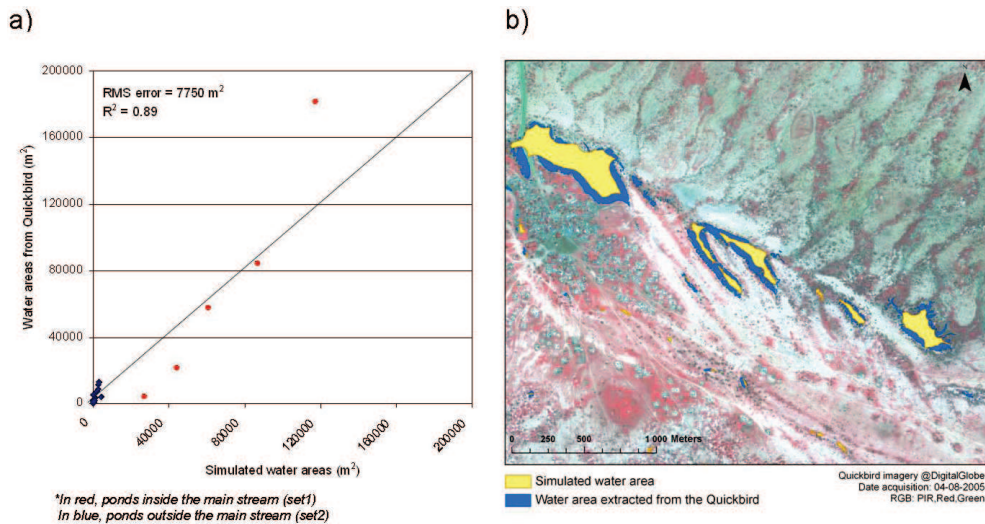 a)
b)
RMS error = 7750 m²
R² = 0.89
Water areas from Quickbird (m²)
200000
160000
120000
80000
40000
0
0
40000
80000
120000
160000
200000
Simulated water areas (m²)
*In red, ponds inside the main stream (set1)
In blue, ponds outside the main stream (set2)
0 250 500 1 000 Meters
Simulated water area
Water area extracted from the Quickbird
Quickbird imagery @DigitalGlobe
Date acquisition: 04-08-2005
RGB: PIR,Red,Green